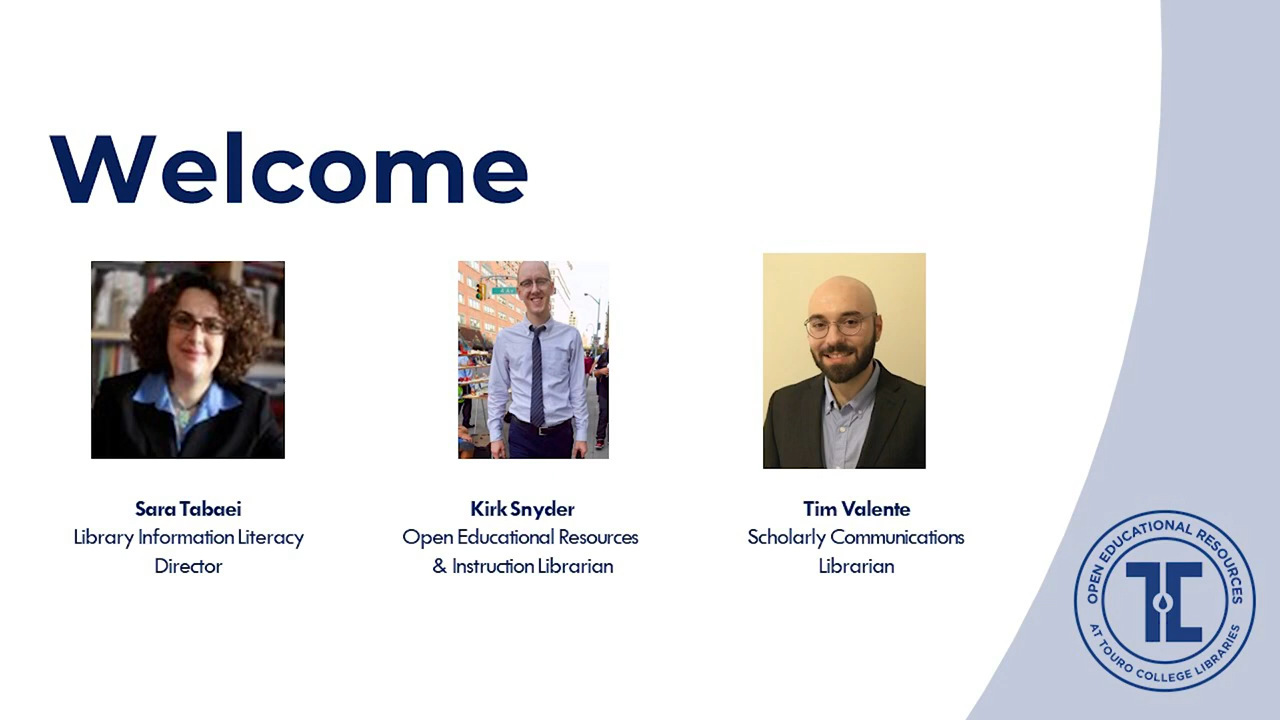 Welcome
Sara Tabaei
Library Information Literacy
Director
Kirk Snyder
Open Educational Resources
& Instruction Librarian
Tim Valente
Scholarly Communications
Librarian
OPEN EDUCATIONAL RESOURCES
TC
AT TOURO COLLEGE LIBRARIES